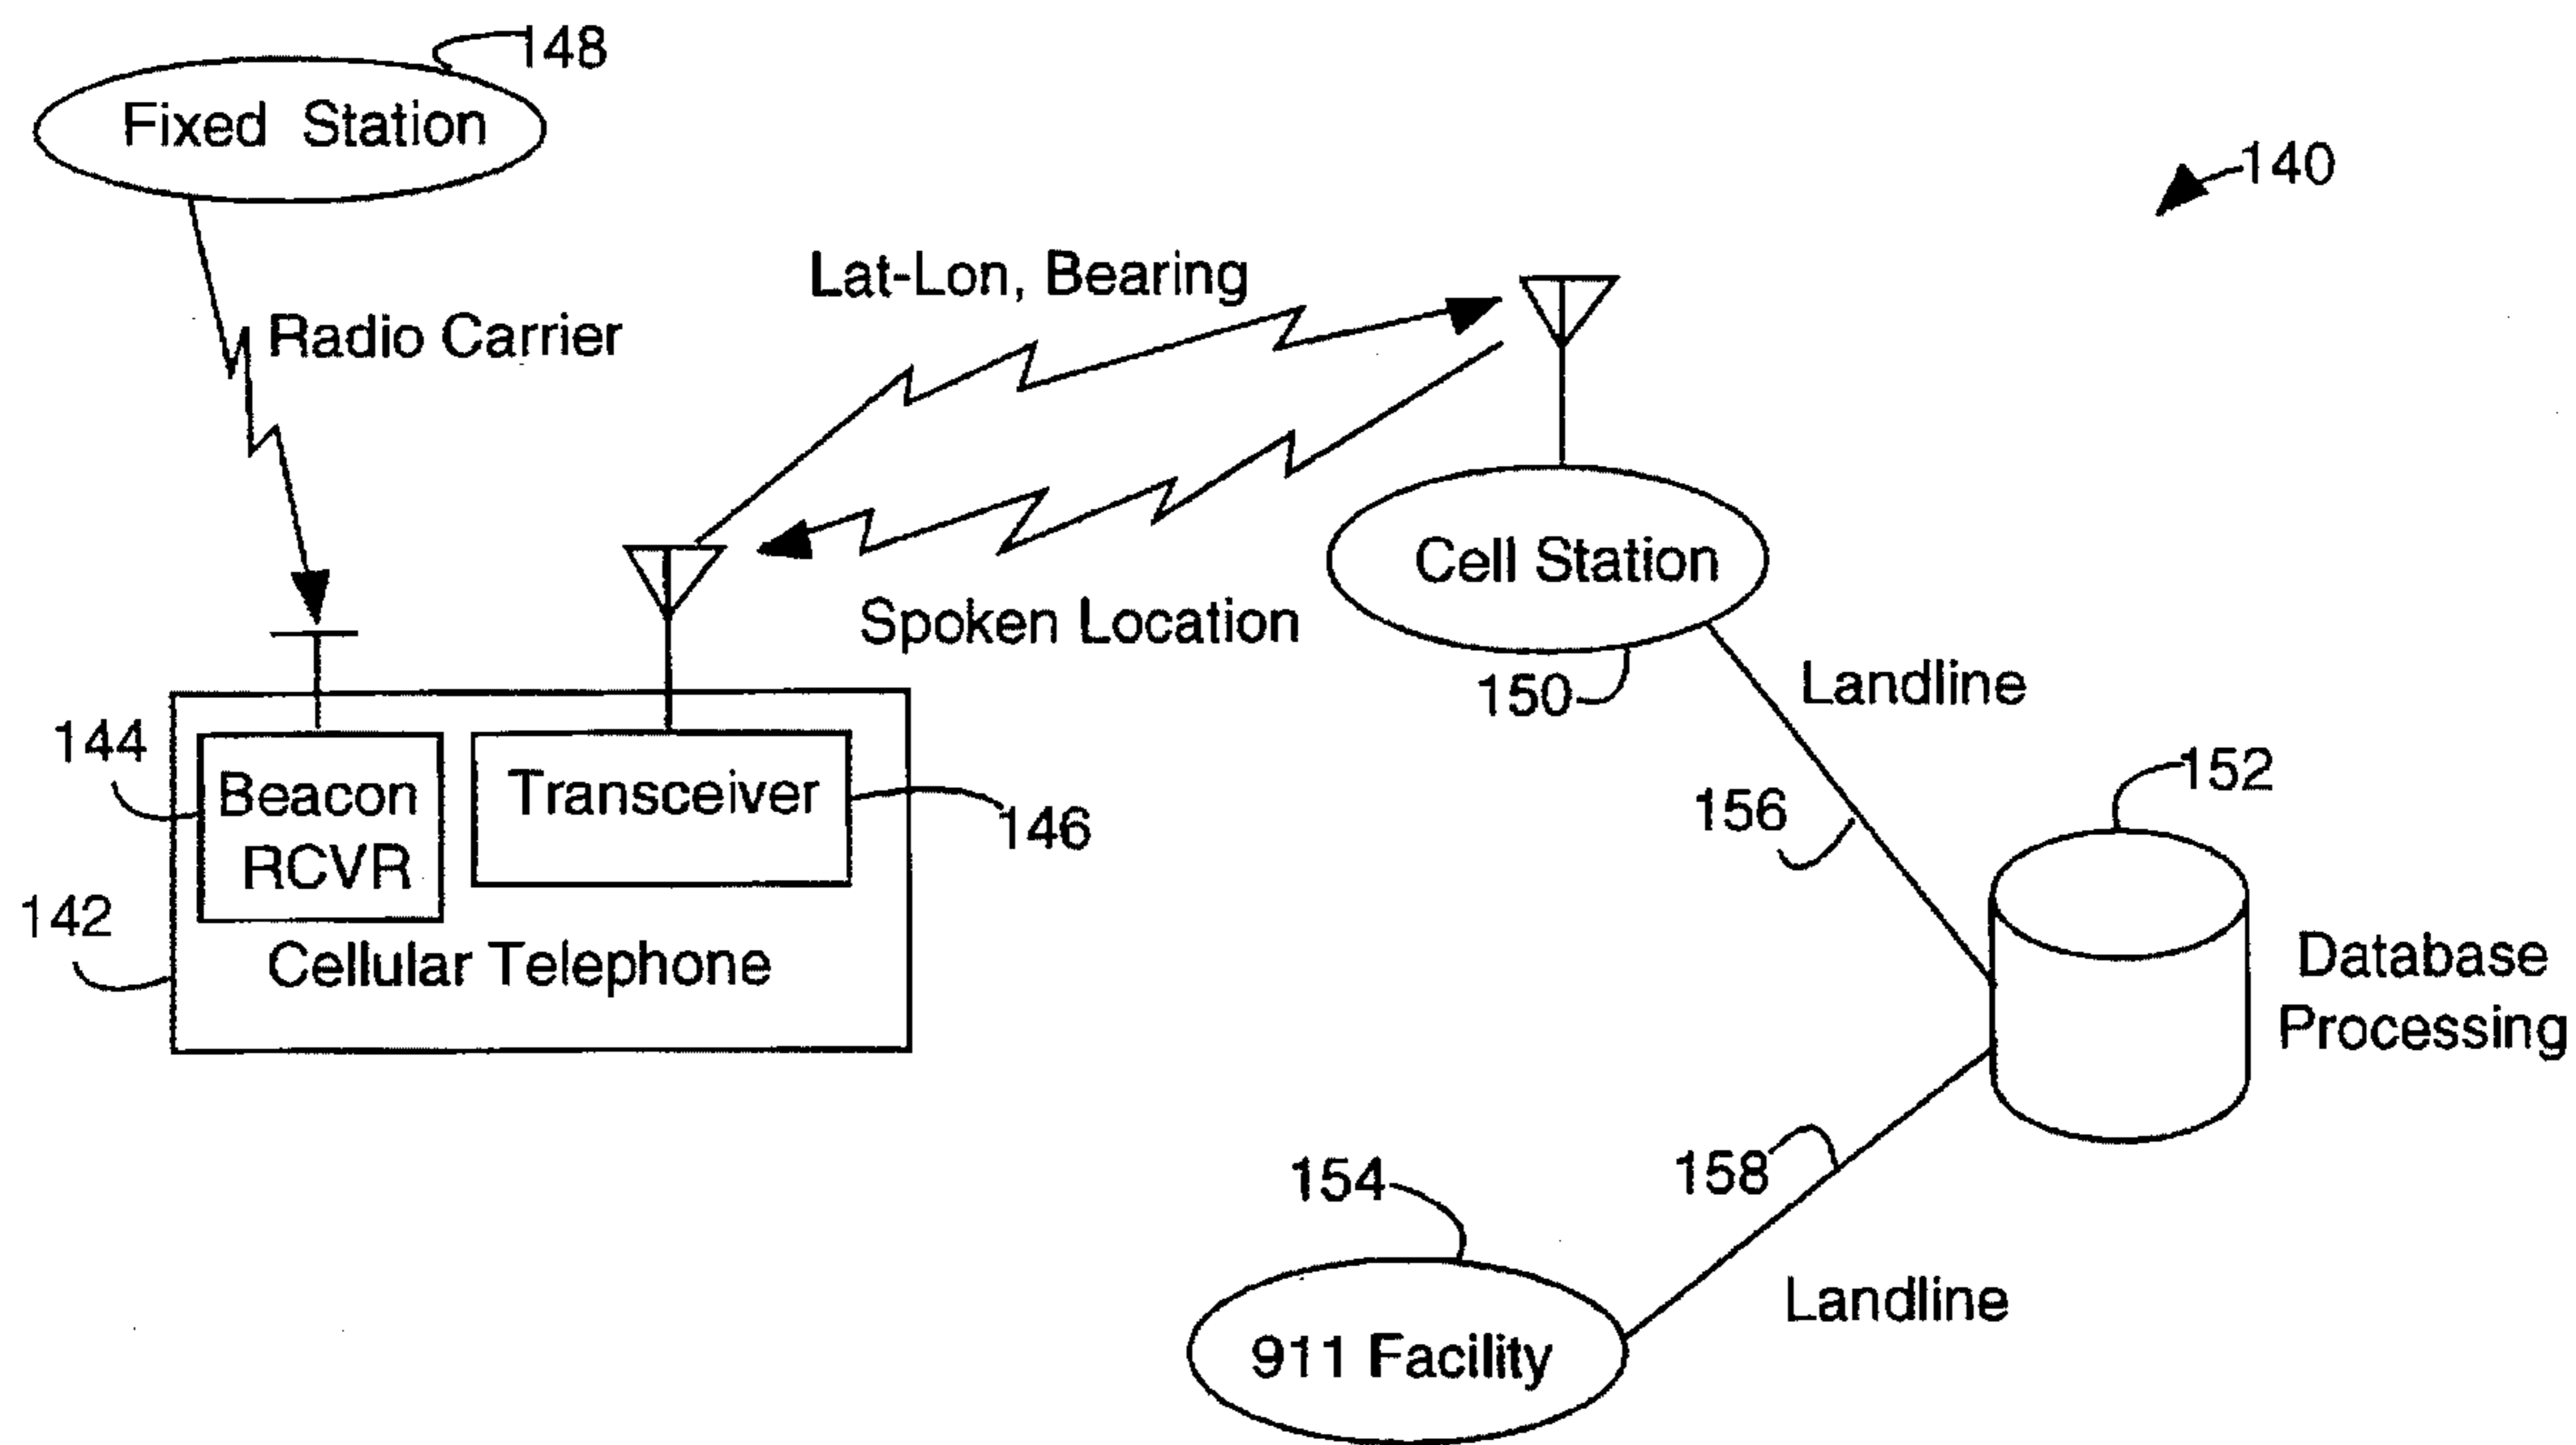 148
Fixed Station
140
Lat-Lon, Bearing
Radio Carrier
Cell Station
Spoken Location
150
Landline
144
Beacon
RCVR
Transceiver
146
156
152
142
Cellular Telephone
Database
Processing
154
158
Landline
911 Facility